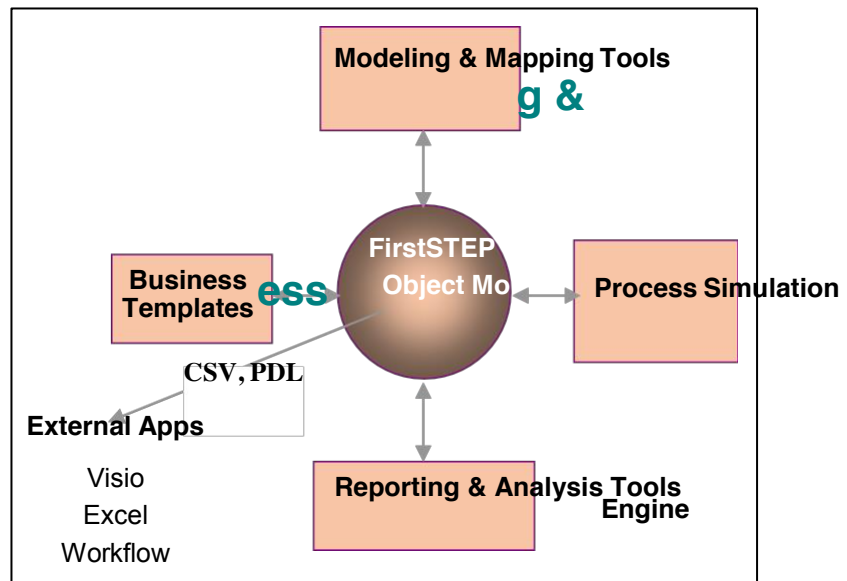 Modeling & Mapping Tools
g &
FirstSTEP
Object Mo
Business
Templates
ess
Process Simulation
CSV, PDL
External Apps
Visio
Excel
Workflow
Reporting & Analysis Tools
Engine